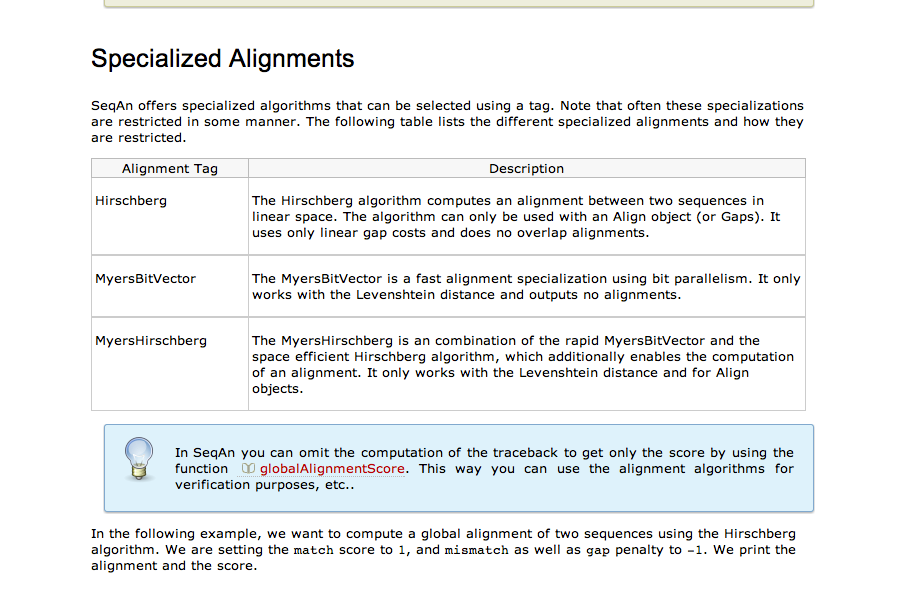 Specialized Alignments
SeqAn offers specialized algorithms that can be selected using a tag. Note that often these specializations
are restricted in some manner. The following table lists the different specialized alignments and how they
are restricted.
Alignment Tag Description
Hirschberg The Hirschberg algorithm computes an alignment between two sequences in
linear space. The algorithm can only be used with an Align object (or Gaps). It
uses only linear gap costs and does no overlap alignments.
MyersBitVector The MyersBitVector is a fast alignment specialization using bit parallelism. It only
works with the Levenshtein distance and outputs no alignments.
MyersHirschberg The MyersHirschberg is an combination of the rapid MyersBitVector and the
space efficient Hirschberg algorithm, which additionally enables the computation
of an alignment. It only works with the Levenshtein distance and for Align
objects.
In SeqAn you can omit the computation of the traceback to get only the score by using the
function globalAlignmentScore. This way you can use the alignment algorithms for
verification purposes, etc..
In the following example, we want to compute a global alignment of two sequences using the Hirschberg
algorithm. We are setting the match score to 1, and mismatch as well as gap penalty to -1. We print the
alignment and the score.